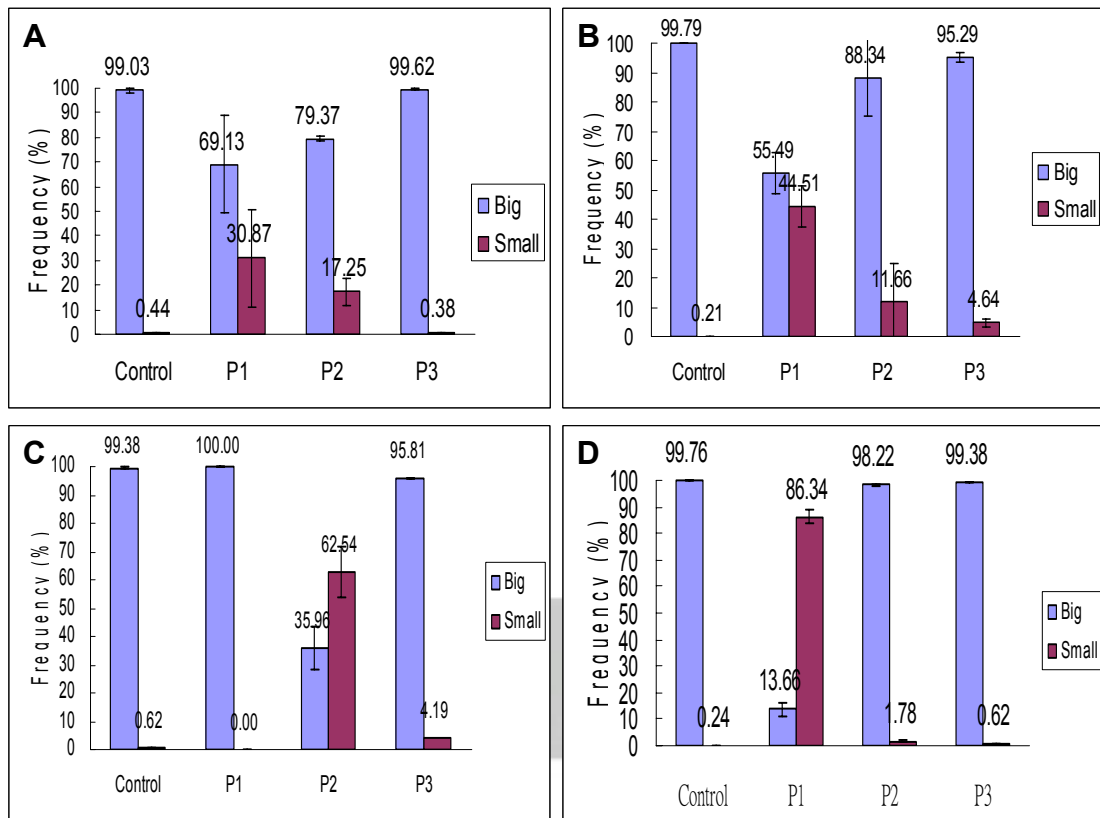 A
99.03
99.62
100
79.37
90
69.13
80
70
60
50
40
30.87
30
17.25
20
10
0.44
0.38
0
Frequency (%)
Control
P1
P2
P3
Big
Small
B
99.79
95.29
88.34
100
90
80
70
60
55.49
50
44.51
40
30
20
11.66
10
4.64
0.21
0
Frequency (%)
Control
P1
P2
P3
Big
Small
C
99.38
100.00
95.81
100
90
80
70
62.54
60
50
40
35.96
30
20
10
0.62
0.00
4.19
0
Frequency (%)
Control
P1
P2
P3
Big
Small
D
99.76
98.22
99.38
100
86.34
90
80
70
60
50
40
30
20
13.66
10
0.24
1.78
0.62
0
Frequency (%)
Control
P1
P2
P3
Big
Small